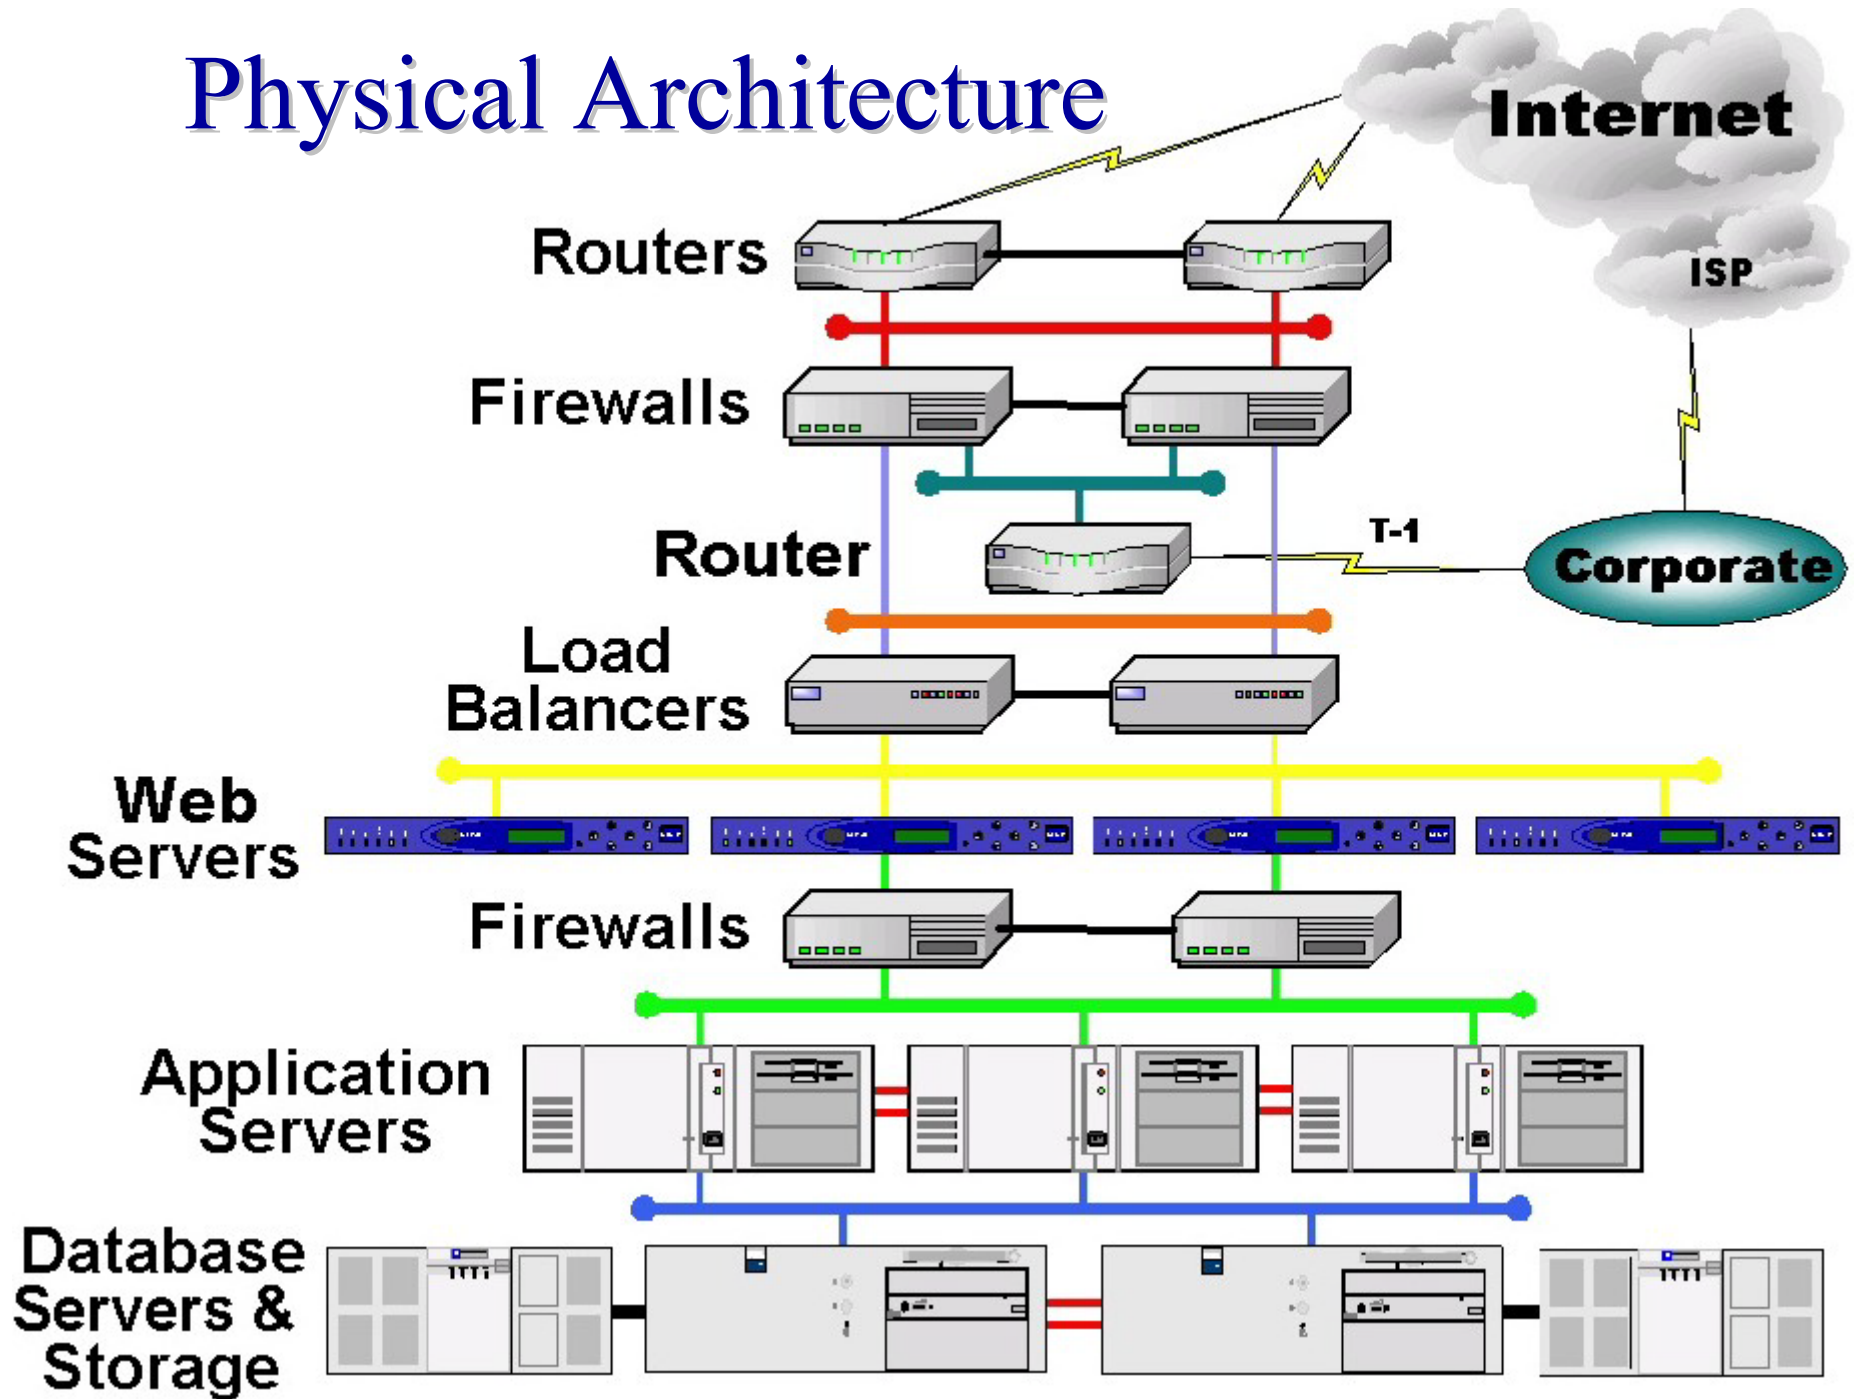 Physical Architecture
Internet
Routers
ISP
Firewalls
Router
T-1
Corporate
Load
Balancers
Web
Servers
Firewalls
Application
Servers
Database
Servers &
Storage